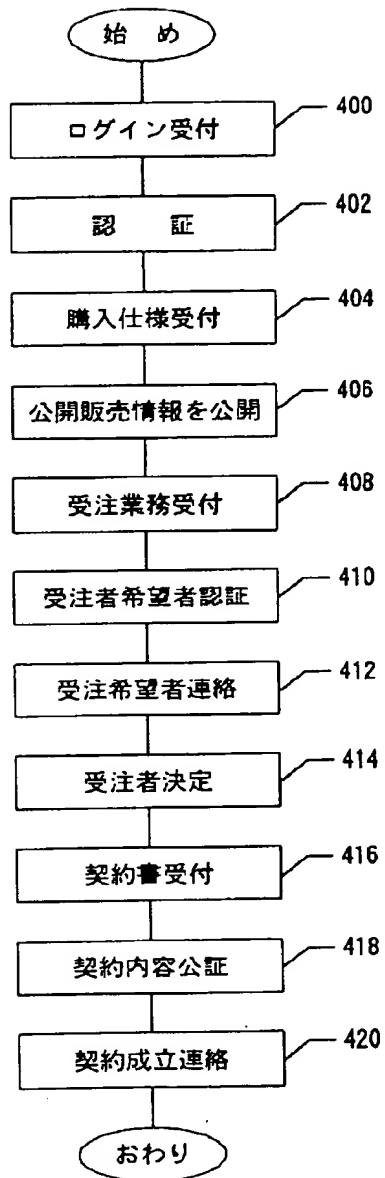 始 め
ログイン受付
400
認 証
402
購入仕様受付
404
公開販売情報を公開
406
受注業務受付
408
受注者希望者認証
410
受注希望者連絡
412
受注者決定
414
契約書受付
416
契約内容公証
418
契約成立連絡
420
おわり